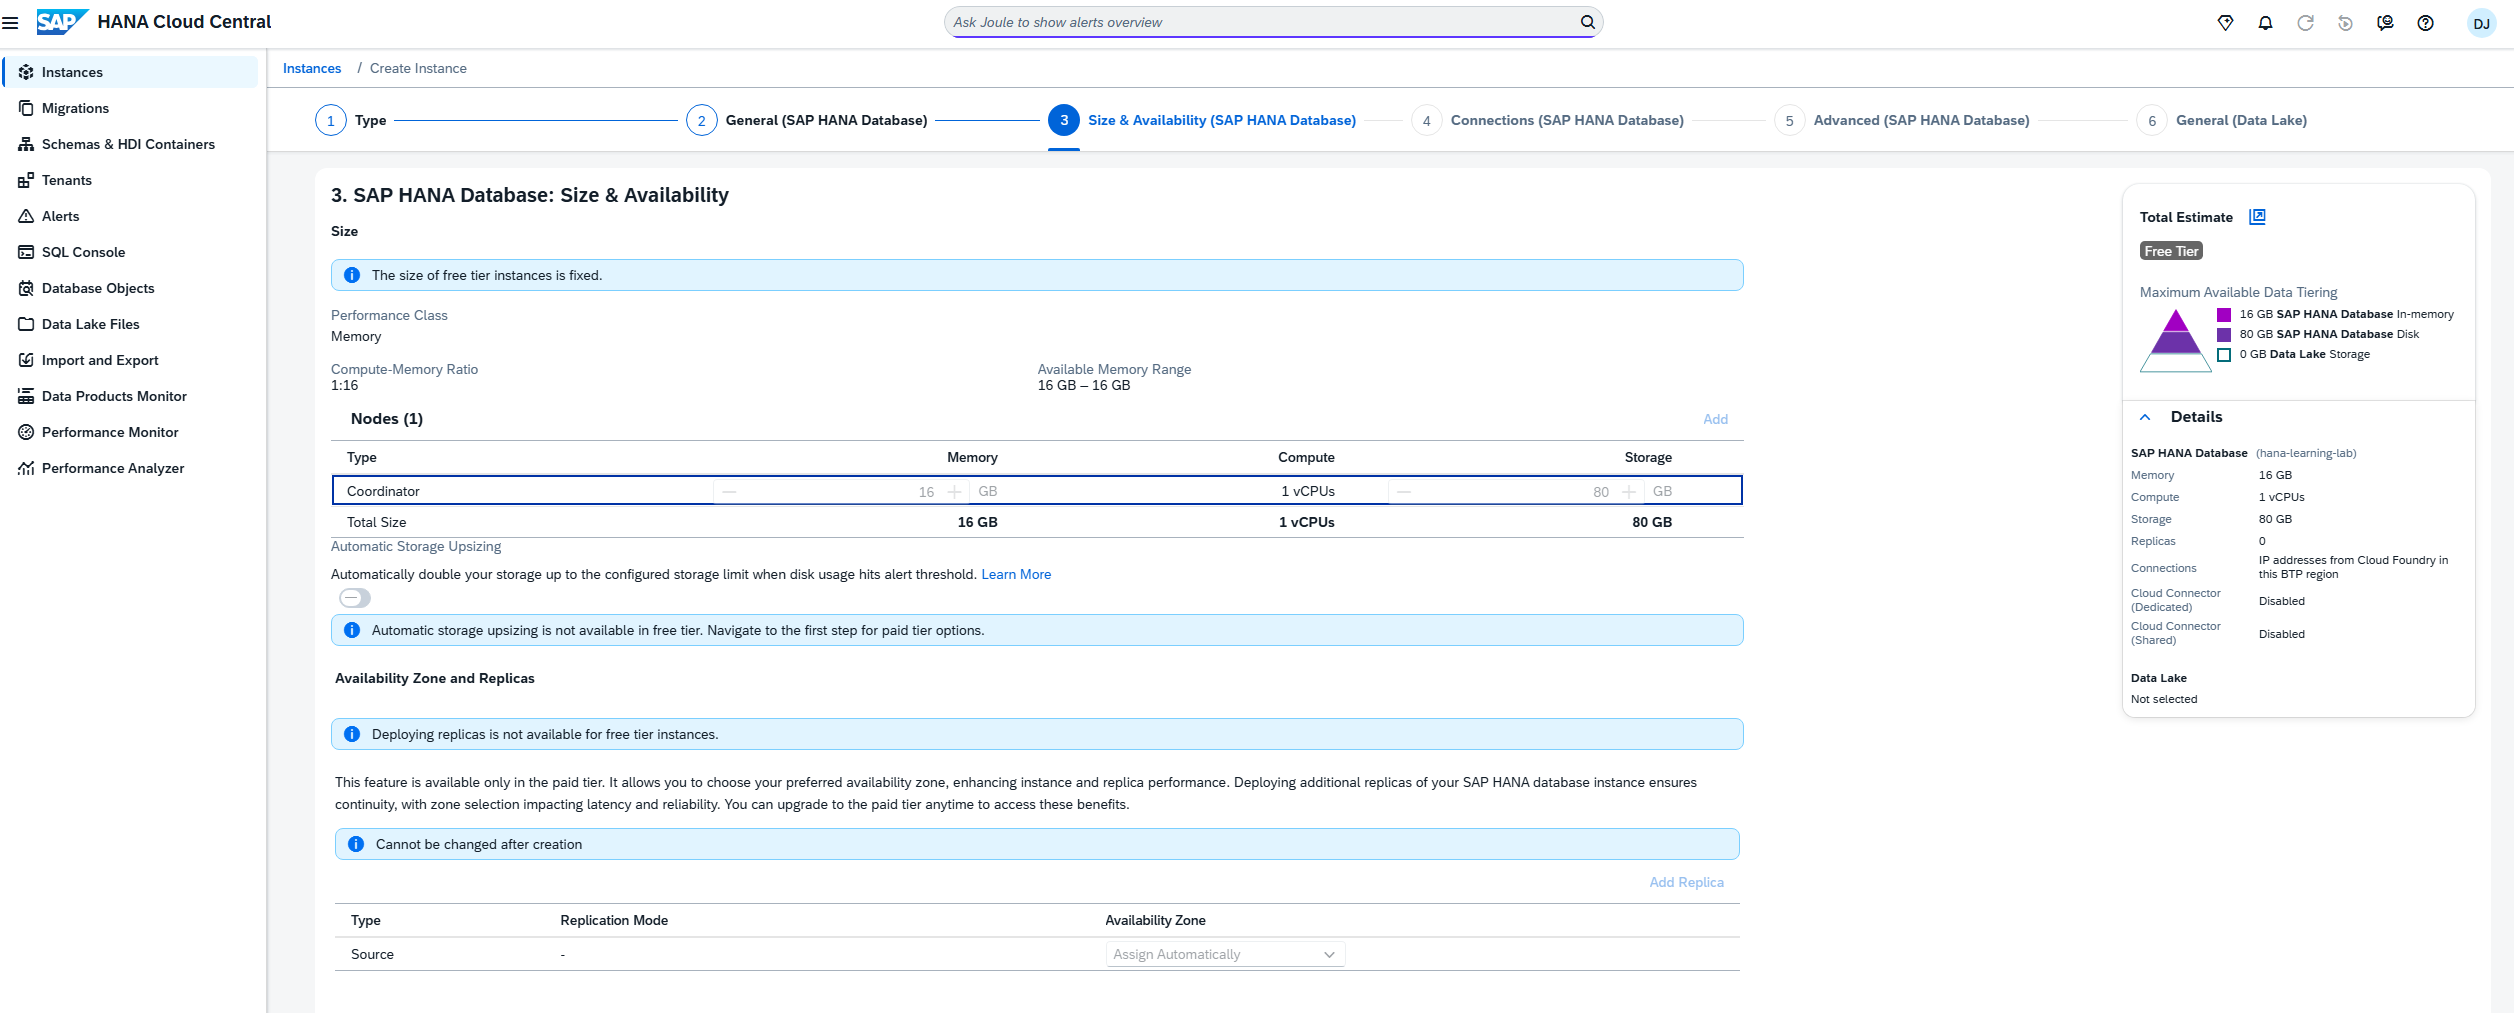 SAP HANA Cloud Central
Ask Joule to show alerts overview
DJ
Instances
Migrations
Schemas & HDI Containers
Tenants
Alerts
SQL Console
Database Objects
Data Lake Files
Import and Export
Data Products Monitor
Performance Monitor
Performance Analyzer
Instances / Create Instance
1 Type
2 General (SAP HANA Database)
3 Size & Availability (SAP HANA Database)
4 Connections (SAP HANA Database)
5 Advanced (SAP HANA Database)
6 General (Data Lake)
3. SAP HANA Database: Size & Availability
Size
The size of free tier instances is fixed.
Performance Class
Memory
Compute-Memory Ratio
1:16
Available Memory Range
16 GB – 16 GB
Nodes (1)
Add
Type Memory Compute Storage
Coordinator 16 GB 1 vCPUs 80 GB
Total Size 16 GB 1 vCPUs 80 GB
Automatic Storage Upsizing
Automatically double your storage up to the configured storage limit when disk usage hits alert threshold. Learn More
Automatic storage upsizing is not available in free tier. Navigate to the first step for paid tier options.
Availability Zone and Replicas
Deploying replicas is not available for free tier instances.
This feature is available only in the paid tier. It allows you to choose your preferred availability zone, enhancing instance and replica performance. Deploying additional replicas of your SAP HANA database instance ensures
continuity, with zone selection impacting latency and reliability. You can upgrade to the paid tier anytime to access these benefits.
Cannot be changed after creation
Add Replica
Type Replication Mode Availability Zone
Source - Assign Automatically
Total Estimate
Free Tier
Maximum Available Data Tiering
16 GB SAP HANA Database In-memory
80 GB SAP HANA Database Disk
0 GB Data Lake Storage
Details
SAP HANA Database (hana-learning-lab)
Memory 16 GB
Compute 1 vCPUs
Storage 80 GB
Replicas 0
Connections IP addresses from Cloud Foundry in
this BTP region
Cloud Connector
(Dedicated) Disabled
Cloud Connector
(Shared) Disabled
Data Lake
Not selected